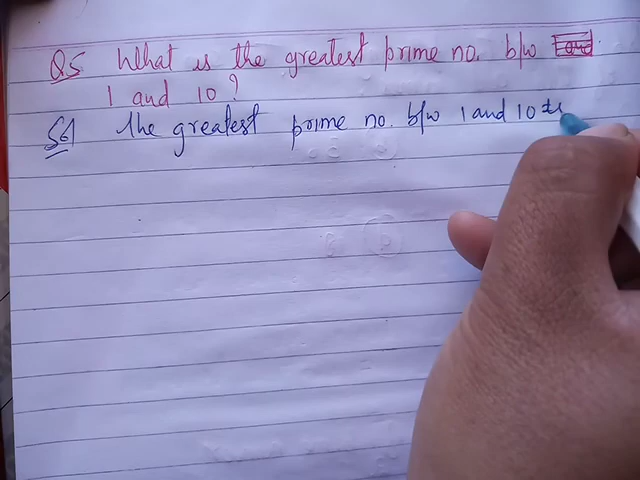 Q5 What is the greatest prime no. b/w
1 and 10 ?
Sol the greatest prime no. b/w 1 and 10